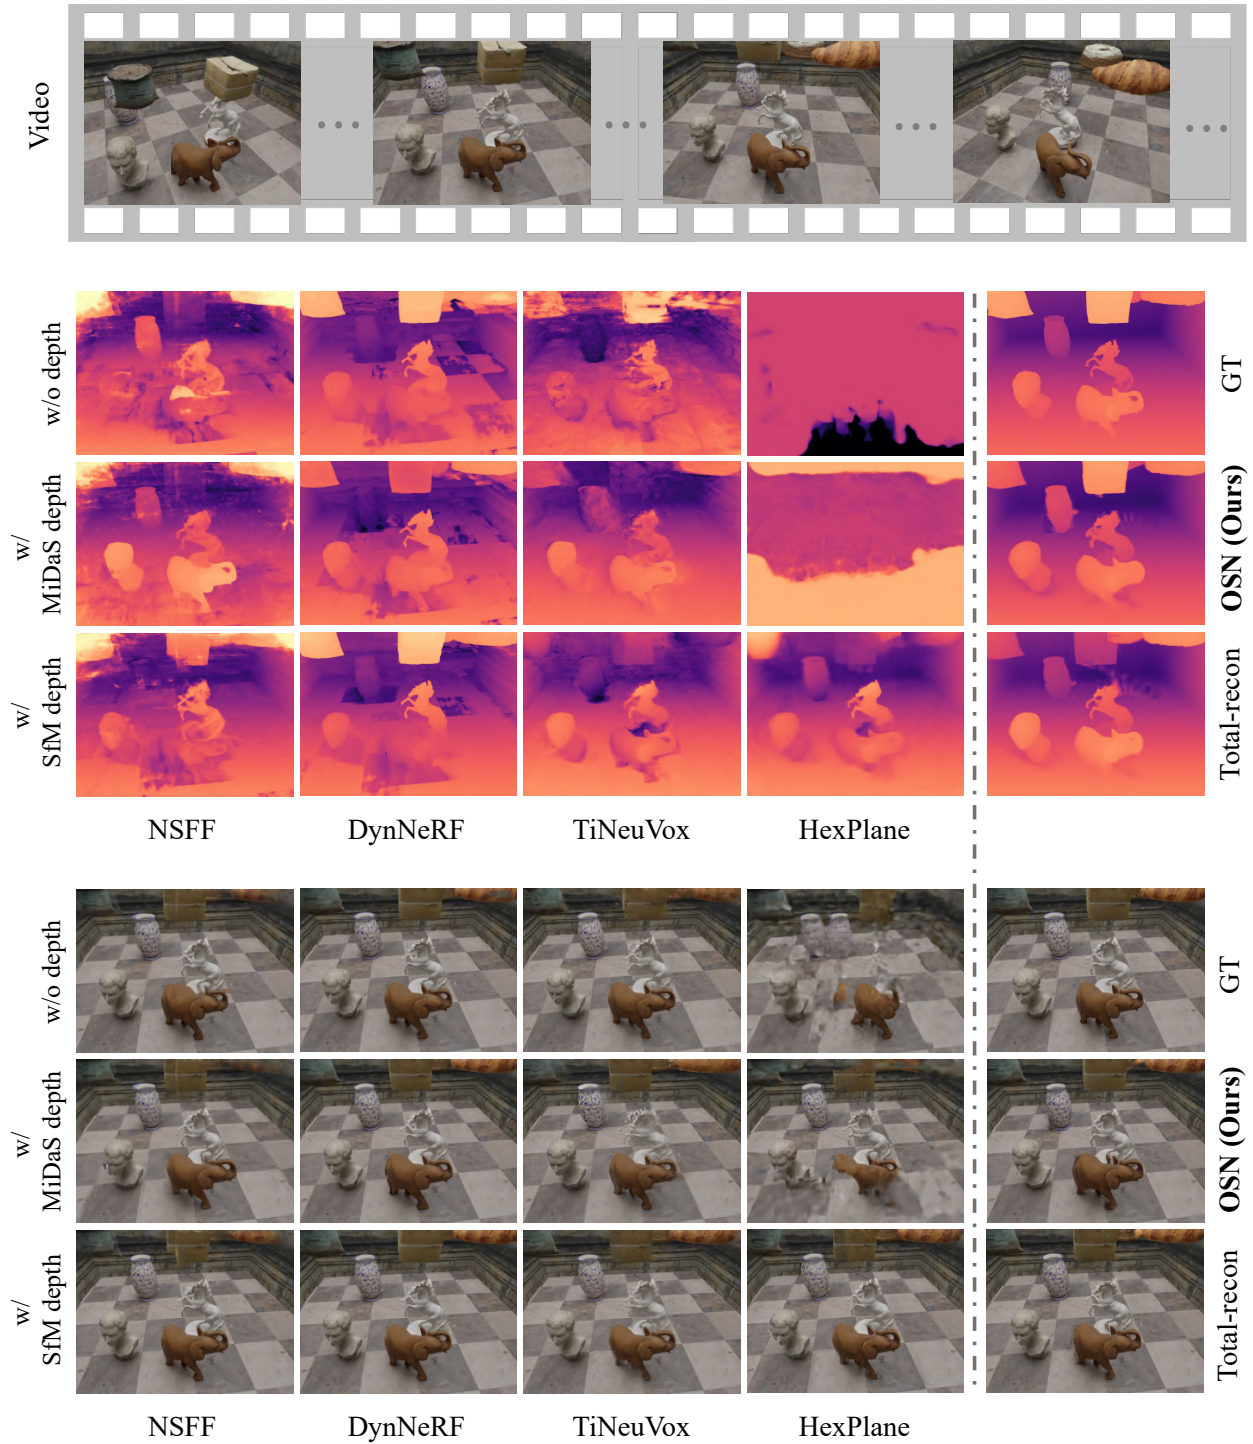 Video
w/o depth
GT
w/
MiDaS depth
OSN (Ours)
w/
SfM depth
Total-recon
NSFF
DynNeRF
TiNeuVox
HexPlane
w/o depth
GT
w/
MiDaS depth
OSN (Ours)
w/
SfM depth
Total-recon
NSFF
DynNeRF
TiNeuVox
HexPlane